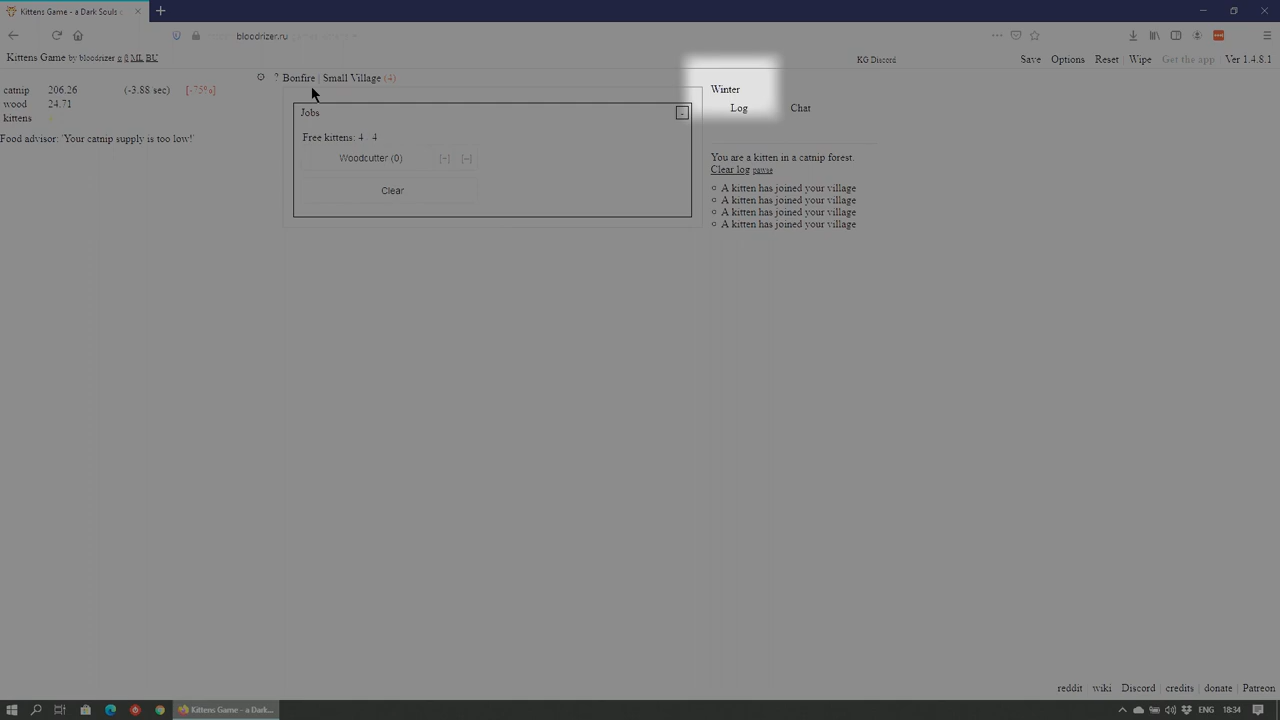 Kittens Game - a Dark Souls
bloodrizer.ru
Kittens Game by bloodrizer α β ML BU
KG Discord
Save Options Reset Wipe Get the app Ver 1.4.8.1
? Bonfire | Small Village (4)
catnip 206.26 (-3.88 sec) [-75%]
wood 24.71
kittens
Food advisor: 'Your catnip supply is too low!'
Jobs
-
Free kittens: 4 4
Woodcutter (0) [+] [–]
Clear
Winter
Log Chat
You are a kitten in a catnip forest.
Clear log pause
A kitten has joined your village
A kitten has joined your village
A kitten has joined your village
A kitten has joined your village
reddit wiki Discord credits donate Patreon
Kittens Game - a Dark...
ENG 18:34